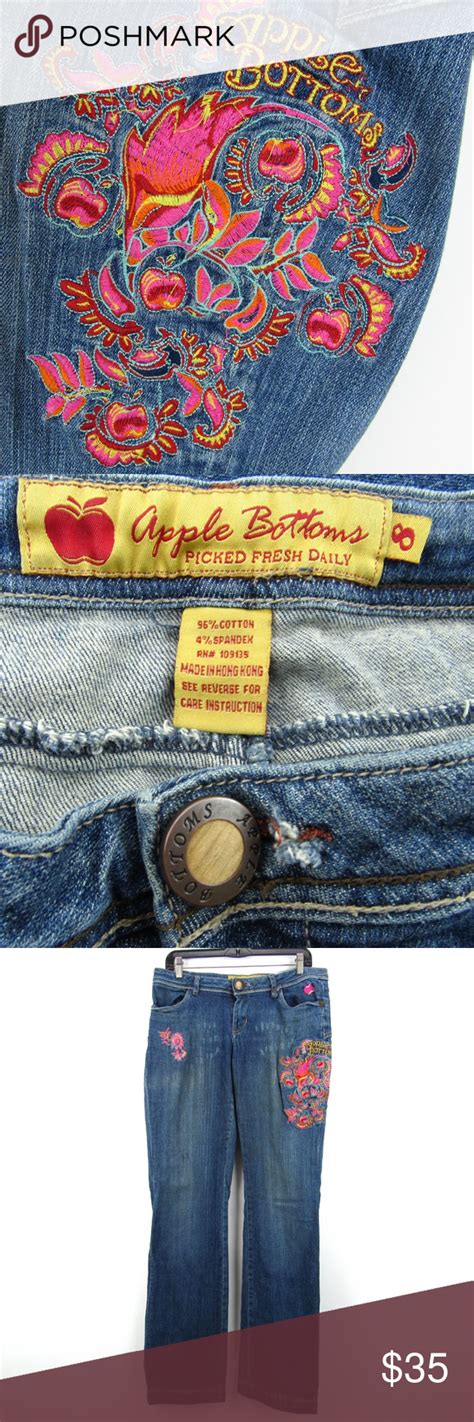 POSHMARK
Apple
BOTTOMS
apple Bottoms
PICKED FRESH DAILY
8
96% COTTON
4% SPANDEX
RN# 109135
MADE IN HONG KONG
SEE REVERSE FOR
CARE INSTRUCTION
APPLE BOTTOMS
$35